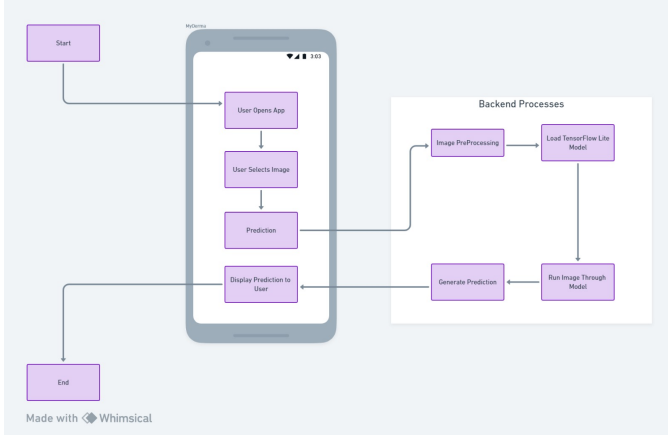 MyDerma
3:03
Start
User Opens App
User Selects Image
Prediction
Display Prediction to
User
End
Backend Processes
Image PreProcessing
Load TensorFlow Lite
Model
Run Image Through
Model
Generate Prediction
Made with Whimsical